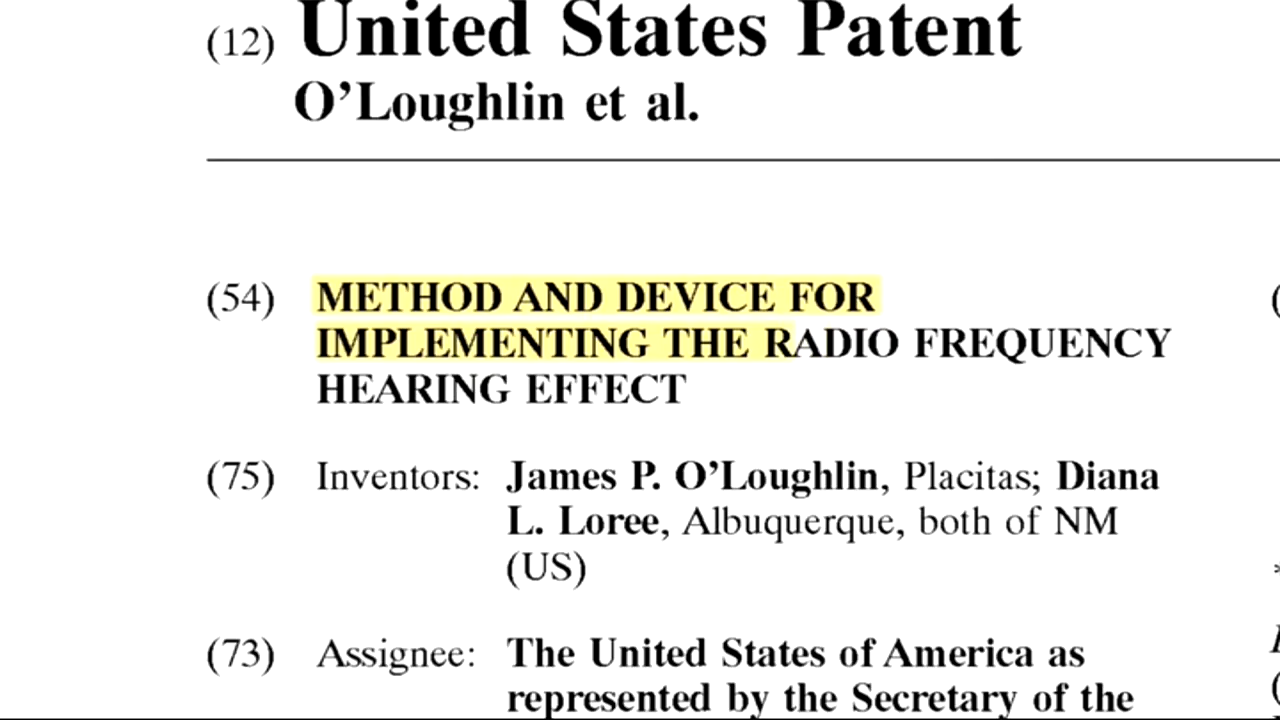 (12) United States Patent
O'Loughlin et al.
(54) METHOD AND DEVICE FOR
IMPLEMENTING THE RADIO FREQUENCY
HEARING EFFECT
(75) Inventors: James P. O'Loughlin, Placitas; Diana
L. Loree, Albuquerque, both of NM
(US)
(73) Assignee: The United States of America as
represented by the Secretary of the